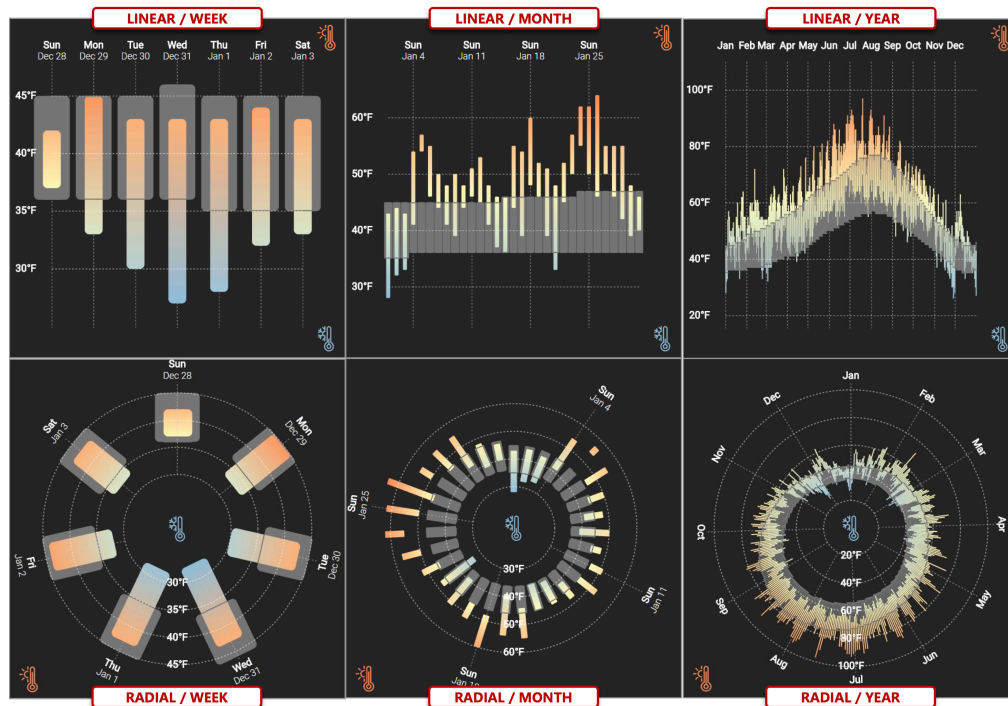 LINEAR / WEEK
Sun Mon Tue Wed Thu Fri Sat
Dec 28 Dec 29 Dec 30 Dec 31 Jan 1 Jan 2 Jan 3
45°F
40°F
35°F
30°F
LINEAR / MONTH
Sun Sun Sun Sun
Jan 4 Jan 11 Jan 18 Jan 25
60°F
50°F
40°F
30°F
LINEAR / YEAR
Jan Feb Mar Apr May Jun Jul Aug Sep Oct Nov Dec
100°F
80°F
60°F
40°F
20°F
Sun
Dec 28
Mon
Dec 29
Tue
Dec 30
Wed
Dec 31
Thu
Jan 1
Fri
Jan 2
Sat
Jan 3
30°F
35°F
40°F
45°F
RADIAL / WEEK
Sun
Jan 4
Sun
Jan 11
Sun
Sun
Jan 25
30°F
40°F
50°F
60°F
RADIAL / MONTH
Jan
Feb
Mar
Apr
May
Jun
Jul
Aug
Sep
Oct
Nov
Dec
20°F
40°F
60°F
80°F
100°F
RADIAL / YEAR